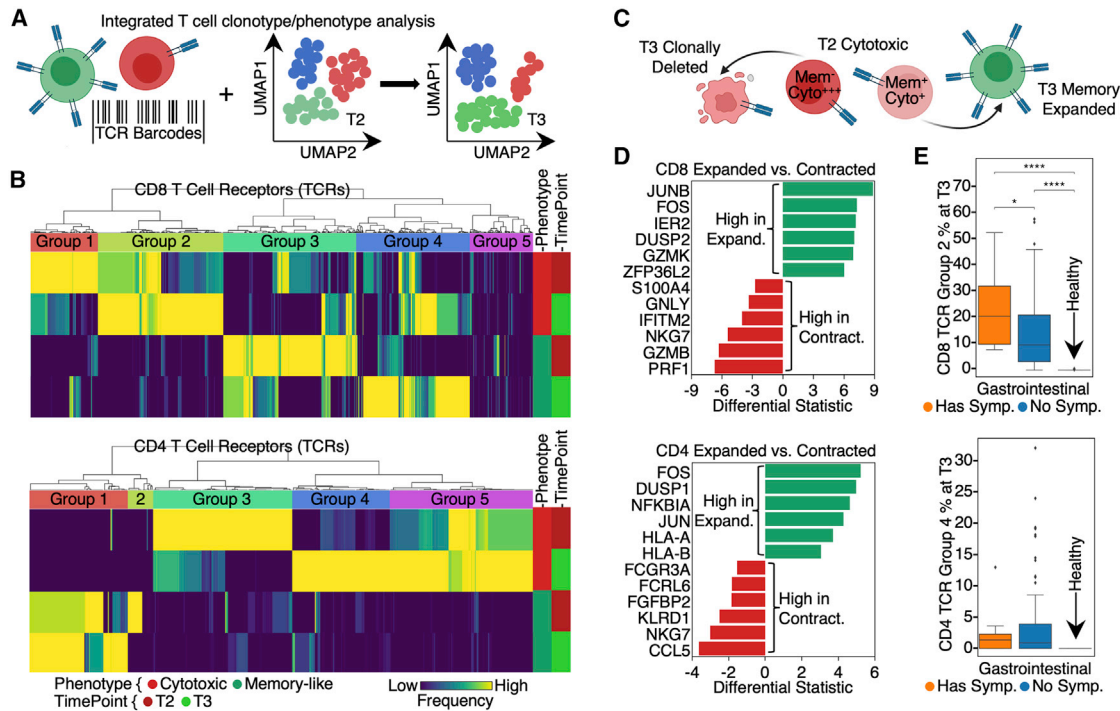 A
Integrated T cell clonotype/phenotype analysis
TCR Barcodes
+
UMAP1
UMAP2
T2
UMAP1
UMAP2
T3
B
CD8 T Cell Receptors (TCRs)
Group 1
Group 2
Group 3
Group 4
Group 5
-Phenotype
-TimePoint
CD4 T Cell Receptors (TCRs)
Group 1
2
Group 3
Group 4
Group 5
-Phenotpe
-TimePoint
Phenotype { Cytotoxic Memory-like
TimePoint { T2 T3
Low High
Frequency
C
T3 Clonally
Deleted
T2 Cytotoxic
Mem-
Cyto+++
Mem+
Cyto+
T3 Memory
Expanded
D
CD8 Expanded vs. Contracted
JUNB
FOS
IER2
DUSP2
GZMK
ZFP36L2
S100A4
GNLY
IFITM2
NKG7
GZMB
PRF1
High in
Expand.
High in
Contract.
-9 -6 -3 0 3 6 9
Differential Statistic
CD4 Expanded vs. Contracted
FOS
DUSP1
NFKBIA
JUN
HLA-A
HLA-B
FCGR3A
FCRL6
FGFBP2
KLRD1
NKG7
CCL5
High in
Expand.
High in
Contract.
-4 -2 0 2 4 6
Differential Statistic
E
CD8 TCR Group 2 % at T3
70
60
50
40
30
20
10
0
****
****
*
Healthy
Gastrointestinal
Has Symp. No Symp.
CD4 TCR Group 4 % at T3
30
25
20
15
10
5
0
Healthy
Gastrointestinal
Has Symp. No Symp.